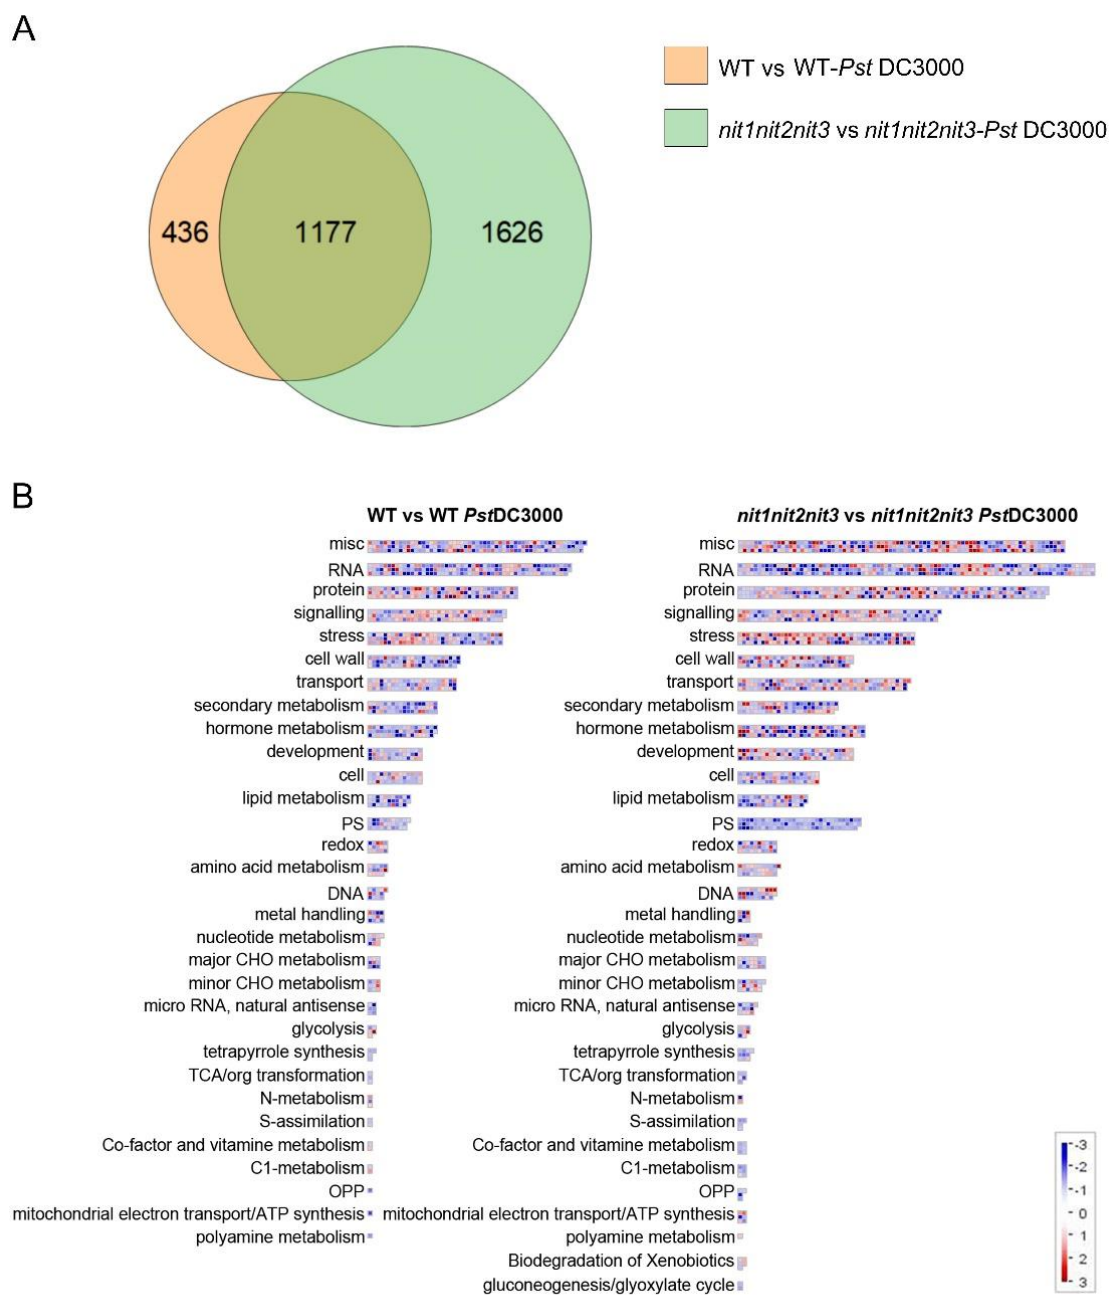 A
WT vs WT-Pst DC3000
nit1nit2nit3 vs nit1nit2nit3-Pst DC3000
436
1177
1626
B
WT vs WT PstDC3000
misc
RNA
protein
signalling
stress
cell wall
transport
secondary metabolism
hormone metabolism
development
cell
lipid metabolism
PS
redox
amino acid metabolism
DNA
metal handling
nucleotide metabolism
major CHO metabolism
minor CHO metabolism
micro RNA, natural antisense
glycolysis
tetrapyrrole synthesis
TCA/org transformation
N-metabolism
S-assimilation
Co-factor and vitamine metabolism
C1-metabolism
OPP
mitochondrial electron transport/ATP synthesis
polyamine metabolism
nit1nit2nit3 vs nit1nit2nit3 PstDC3000
misc
RNA
protein
signalling
stress
cell wall
transport
secondary metabolism
hormone metabolism
development
cell
lipid metabolism
PS
redox
amino acid metabolism
DNA
metal handling
nucleotide metabolism
major CHO metabolism
minor CHO metabolism
micro RNA, natural antisense
glycolysis
tetrapyrrole synthesis
TCA/org transformation
N-metabolism
S-assimilation
Co-factor and vitamine metabolism
C1-metabolism
OPP
mitochondrial electron transport/ATP synthesis
polyamine metabolism
Biodegradation of Xenobiotics
gluconeogenesis/glyoxylate cycle
-3
-2
-1
0
1
2
3